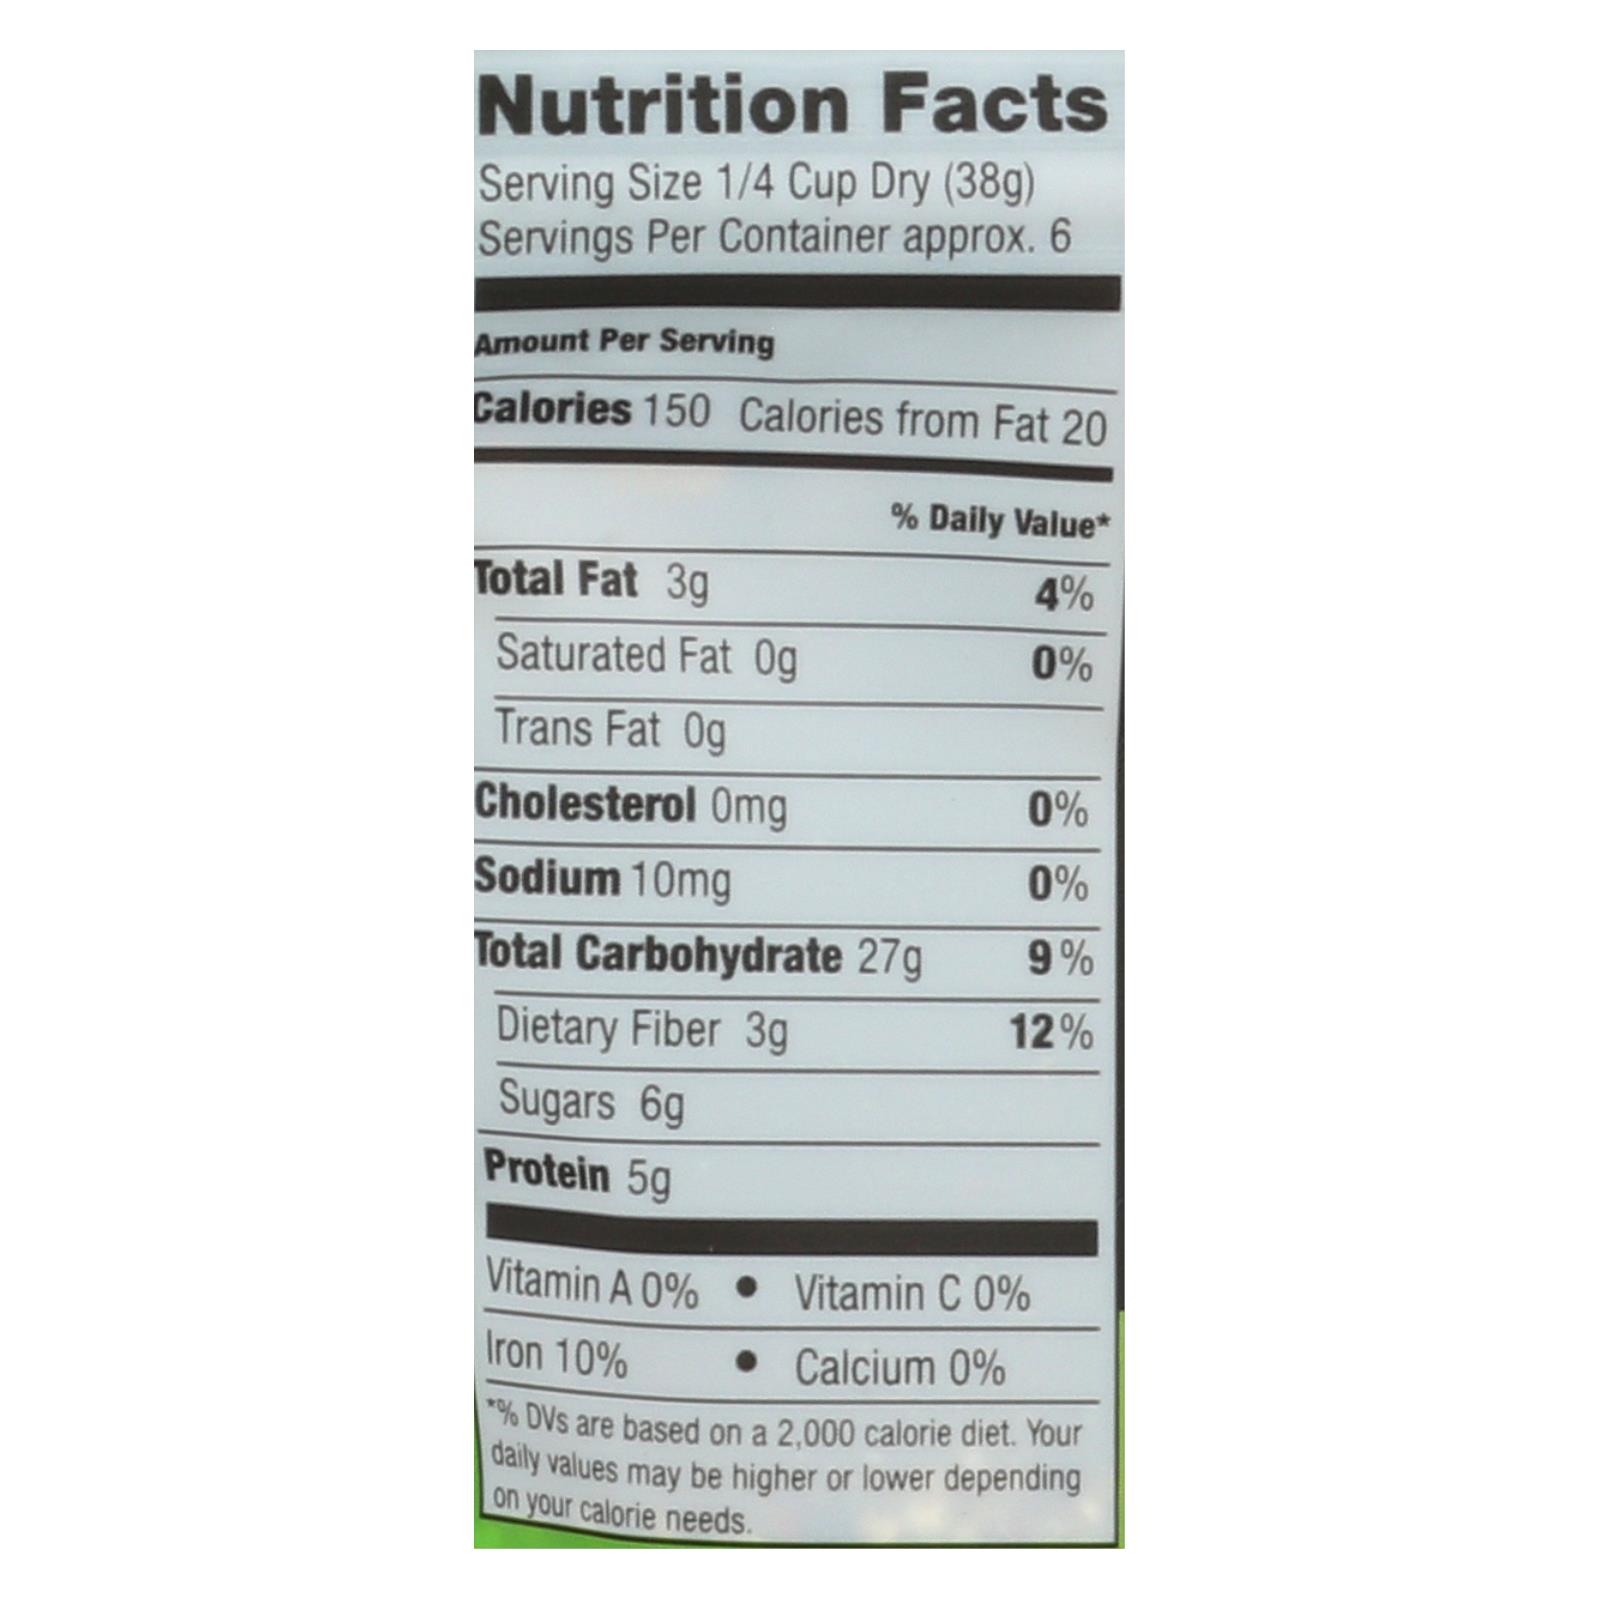 Nutrition Facts
Serving Size 1/4 Cup Dry (38g)
Servings Per Container approx. 6
Amount Per Serving
Calories 150 Calories from Fat 20
% Daily Value*
Total Fat 3g 4%
Saturated Fat 0g 0%
Trans Fat 0g
Cholesterol 0mg 0%
Sodium 10mg 0%
Total Carbohydrate 27g 9%
Dietary Fiber 3g 12%
Sugars 6g
Protein 5g
Vitamin A 0% • Vitamin C 0%
Iron 10% • Calcium 0%
*% DVs are based on a 2,000 calorie diet. Your
daily values may be higher or lower depending
on your calorie needs.